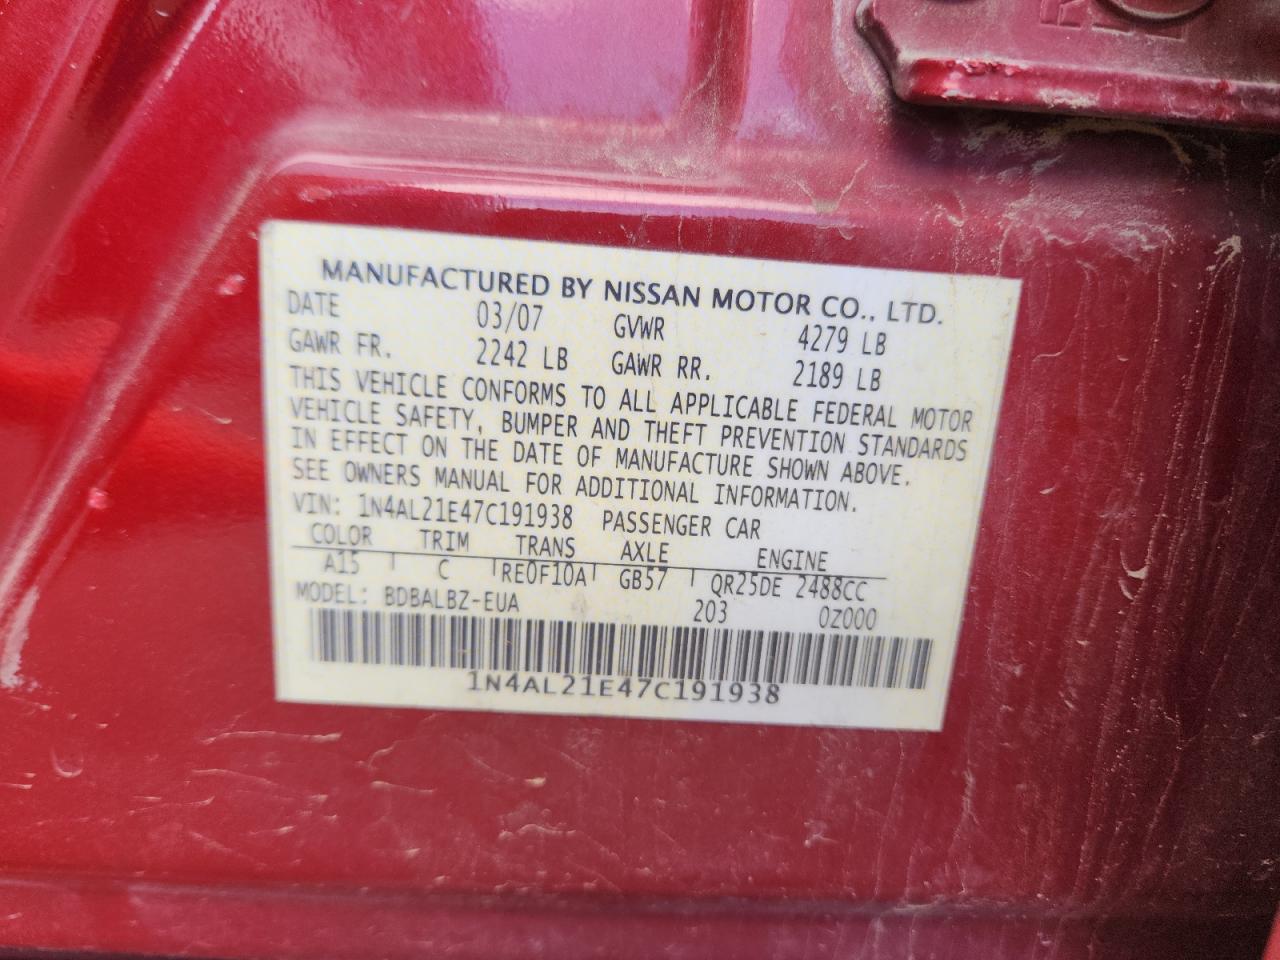 MANUFACTURED BY NISSAN MOTOR CO., LTD.
DATE 03/07 GVWR 4279 LB
GAWR FR. 2242 LB GAWR RR. 2189 LB
THIS VEHICLE CONFORMS TO ALL APPLICABLE FEDERAL MOTOR
VEHICLE SAFETY, BUMPER AND THEFT PREVENTION STANDARDS
IN EFFECT ON THE DATE OF MANUFACTURE SHOWN ABOVE.
SEE OWNERS MANUAL FOR ADDITIONAL INFORMATION.
VIN: 1N4AL21E47C191938 PASSENGER CAR
COLOR TRIM TRANS AXLE ENGINE
A15 C RE0F10A GB57 QR25DE 2488CC
MODEL: BDBALBZ-EUA 203 0Z000
1N4AL21E47C191938